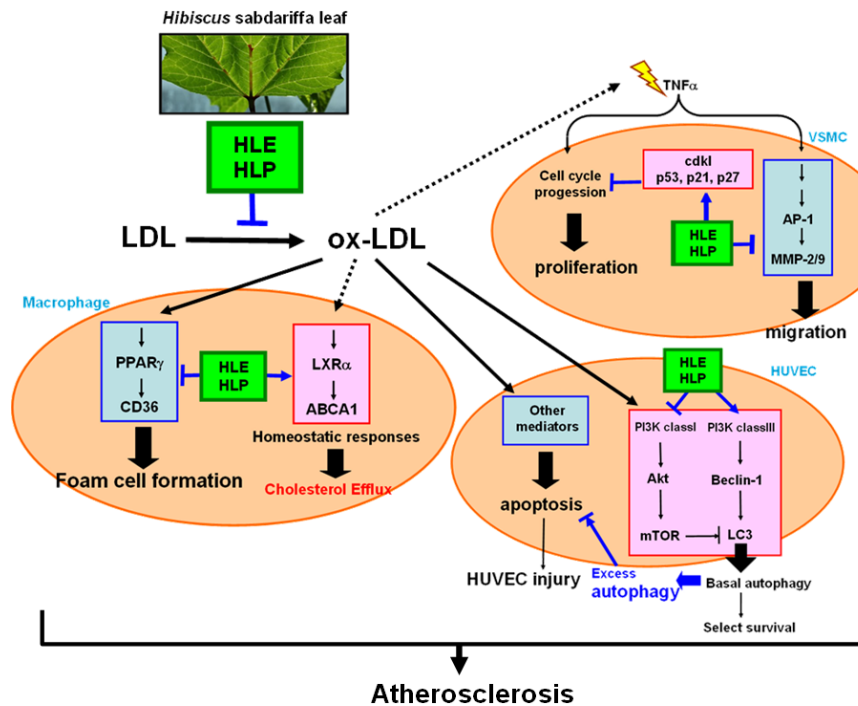 Hibiscus sabdariffa leaf
HLE
HLP
LDL
ox-LDL
TNFα
VSMC
Cell cycle
progession
proliferation
cdkI
p53, p21, p27
HLE
HLP
AP-1
MMP-2/9
migration
Macrophage
PPARγ
CD36
Foam cell formation
HLE
HLP
LXRα
ABCA1
Homeostatic responses
Cholesterol Efflux
HUVEC
HLE
HLP
Other
mediators
apoptosis
HUVEC injury
PI3K classI
Akt
mTOR
PI3K classIII
Beclin-1
LC3
Excess
autophagy
Basal autophagy
Select survival
Atherosclerosis